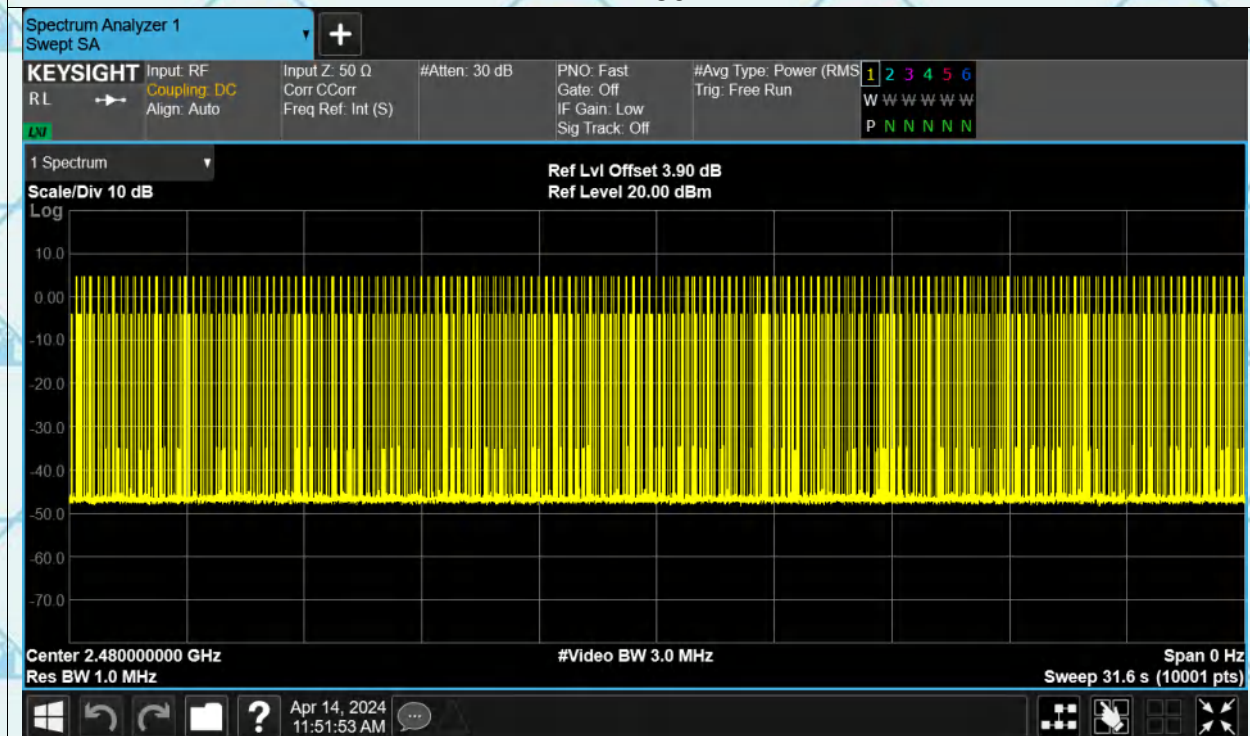 Spectrum Analyzer 1
Swept SA
KEYSIGHT
RL
LXI
Input: RF
Coupling: DC
Align: Auto
Input Z: 50 Ω
Corr CCorr
Freq Ref: Int (S)
#Atten: 30 dB
PNO: Fast
Gate: Off
IF Gain: Low
Sig Track: Off
#Avg Type: Power (RMS
Trig: Free Run
1 2 3 4 5 6
W W W W W W
P N N N N N
1 Spectrum
Scale/Div 10 dB
Ref Lvl Offset 3.90 dB
Ref Level 20.00 dBm
Log
10.0
0.00
-10.0
-20.0
-30.0
-40.0
-50.0
-60.0
-70.0
Center 2.480000000 GHz
#Video BW 3.0 MHz
Span 0 Hz
Res BW 1.0 MHz
Sweep 31.6 s (10001 pts)
?
Apr 14, 2024
11:51:53 AM